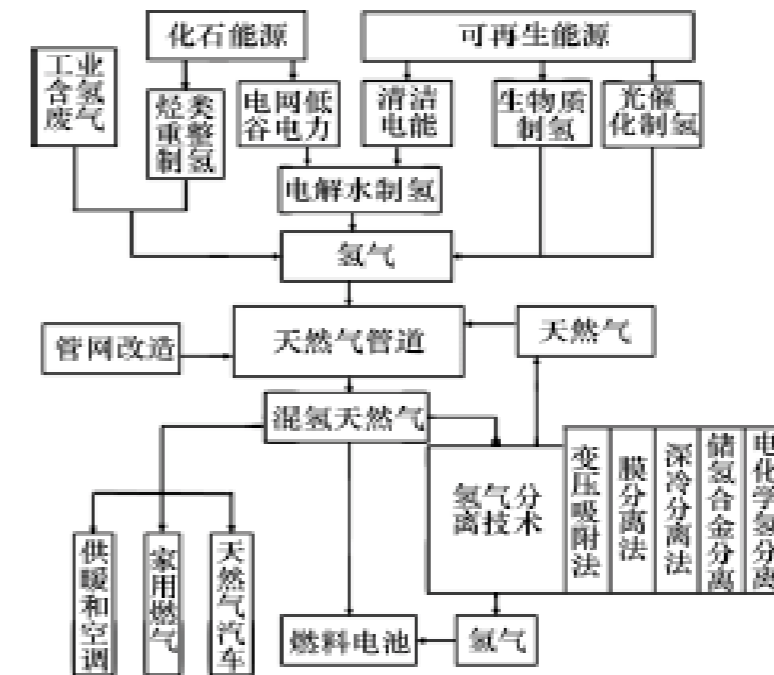 化石能源
可再生能源
工业
含氢
废气
烃类
重整
制氢
电网低
谷电力
清洁
电能
生物质
制氢
光催
化制氢
电解水制氢
氢气
管网改造
天然气管道
天然气
混氢天然气
氢气分
离技术
变压吸附法
膜分离法
深冷分离法
储氢合金分离
电化学氢分离
供暖和空调
家用燃气
天然气汽车
燃料电池
氢气